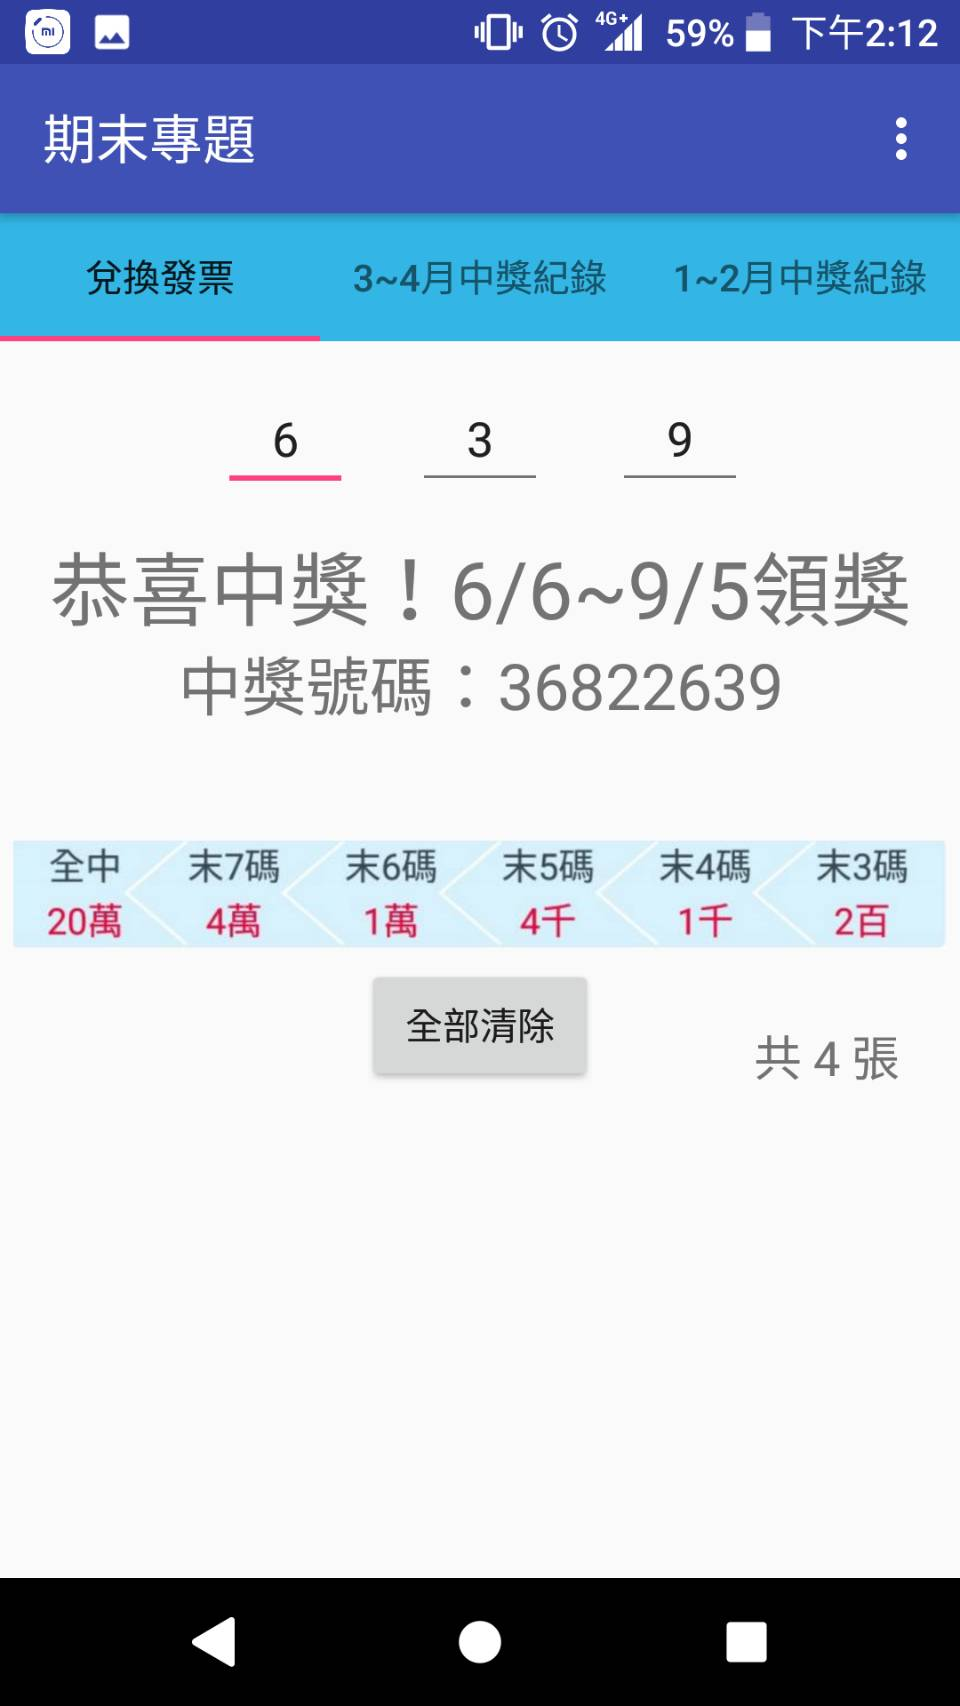 4G+ 59% 下午2:12
期末專題
兌換發票 3~4月中獎紀錄 1~2月中獎紀錄
6 3 9
恭喜中獎！6/6~9/5領獎
中獎號碼：36822639
全中 末7碼 末6碼 末5碼 末4碼 末3碼
20萬 4萬 1萬 4千 1千 2百
全部清除
共 4 張